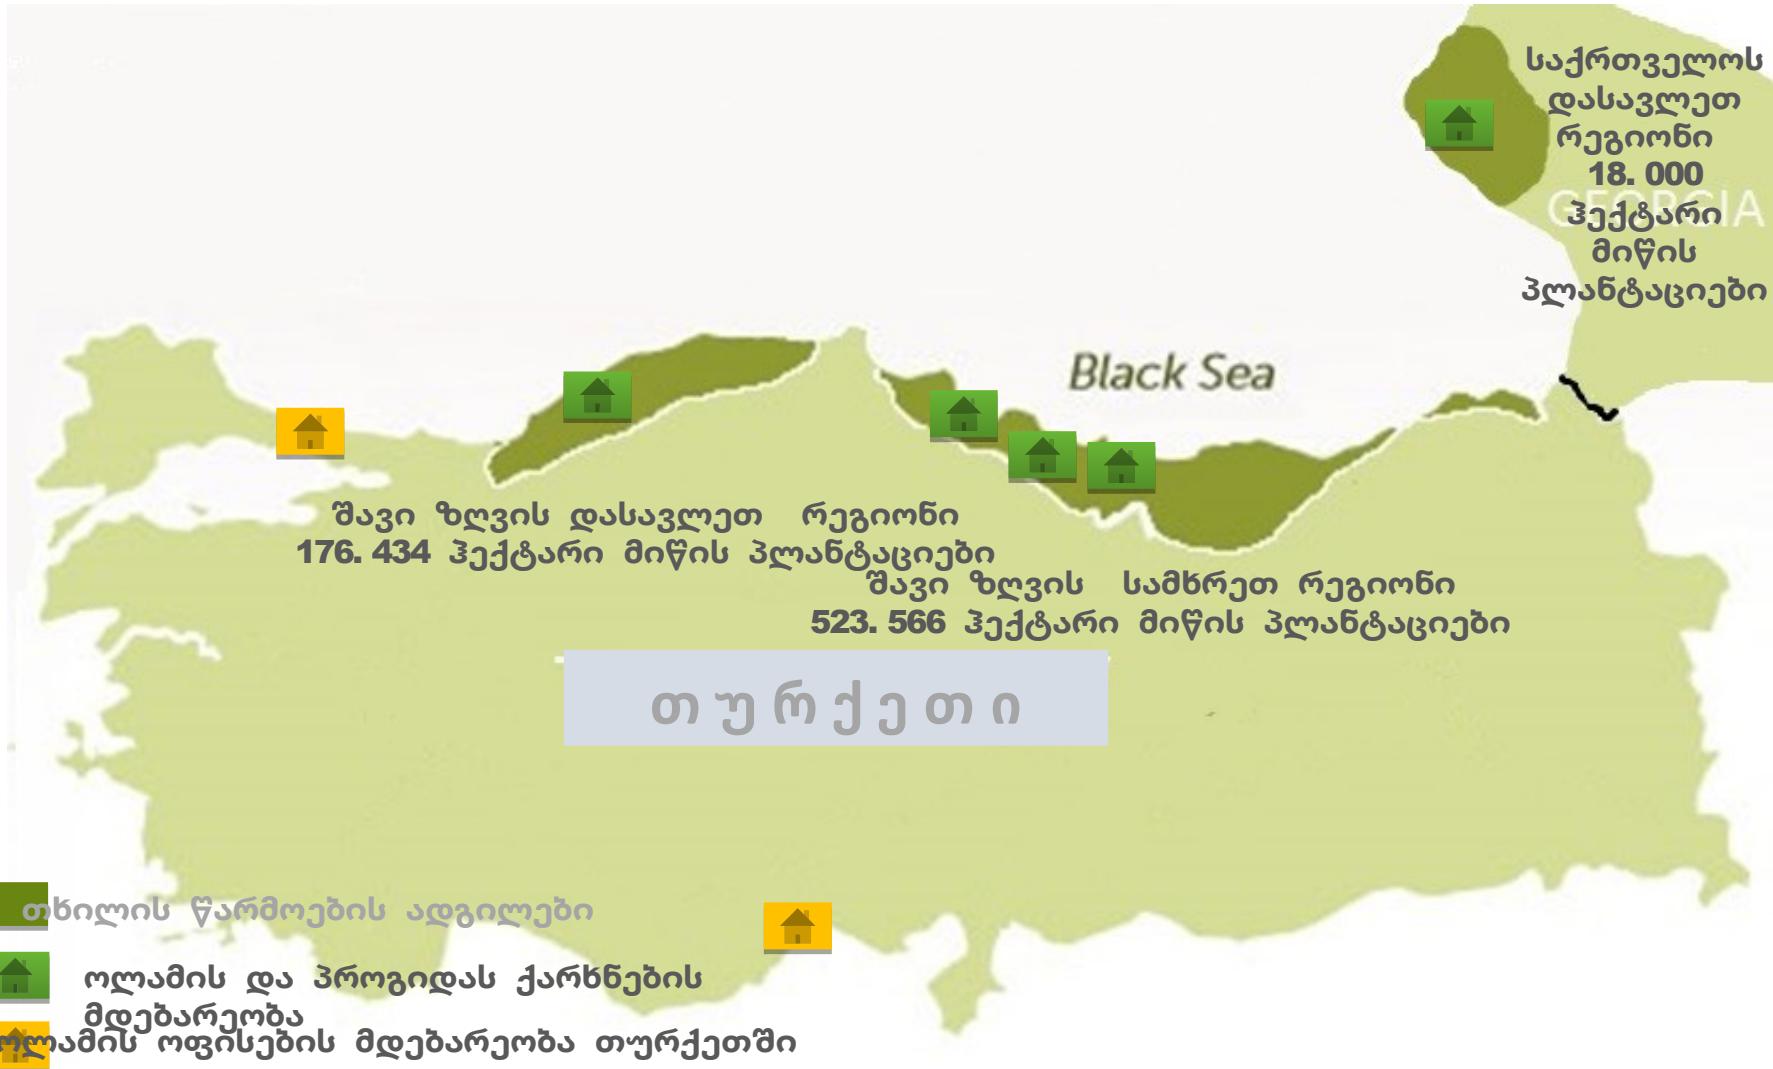 საქრთველოს
დასავლეთ
რეგიონი
18. 000
GEORGIA
ჰექტარი
მიწის
პლანტაციები
Black Sea
შავი ზღვის დასავლეთ რეგიონი
176. 434 ჰექტარი მიწის პლანტაციები
შავი ზღვის სამხრეთ რეგიონი
523. 566 ჰექტარი მიწის პლანტაციები
თურქეთი
თხილის წარმოების ადგილები
ოლამის და პროგიდას ქარხნების
მდებარეობა
ოლამის ოფისების მდებარეობა თურქეთში